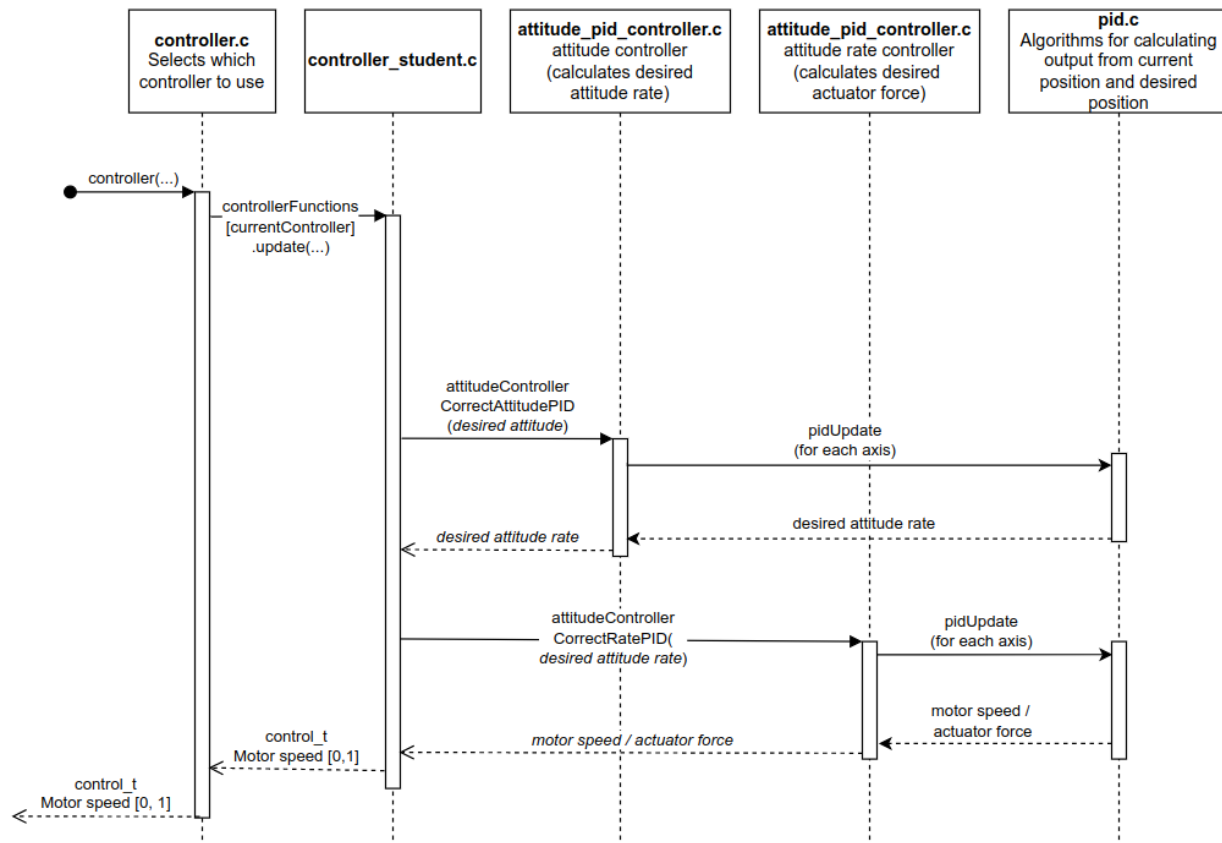 controller.c
Selects which
controller to use
controller_student.c
attitude_pid_controller.c
attitude controller
(calculates desired
attitude rate)
attitude_pid_controller.c
attitude rate controller
(calculates desired
actuator force)
pid.c
Algorithms for calculating
output from current
position and desired
position
controller(...)
controllerFunctions
[currentController]
.update(...)
attitudeController
CorrectAttitudePID
(desired attitude)
pidUpdate
(for each axis)
desired attitude rate
desired attitude rate
attitudeController
CorrectRatePID(
desired attitude rate)
pidUpdate
(for each axis)
motor speed /
actuator force
motor speed / actuator force
control_t
Motor speed [0,1]
control_t
Motor speed [0, 1]